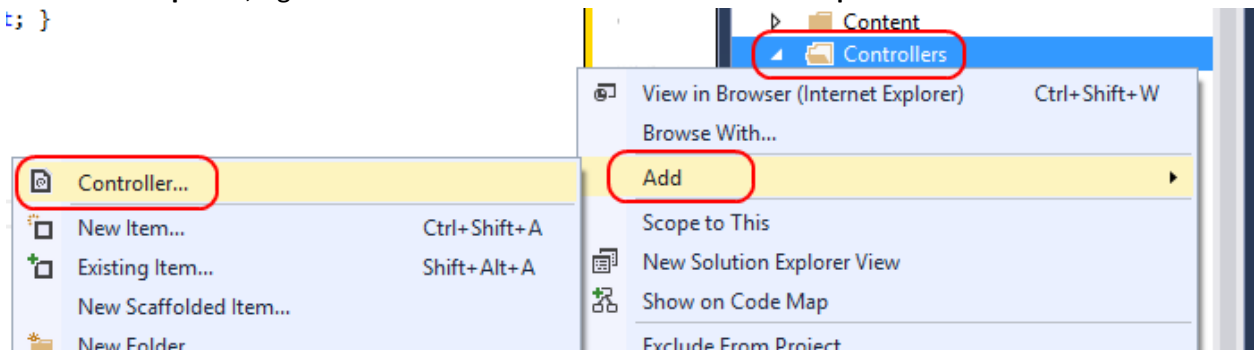 t; }
Content
Controllers
View in Browser (Internet Explorer) Ctrl+Shift+W
Browse With...
Add
Scope to This
New Solution Explorer View
Show on Code Map
Exclude From Project
Controller...
New Item... Ctrl+Shift+A
Existing Item... Shift+Alt+A
New Scaffolded Item...
New Folder